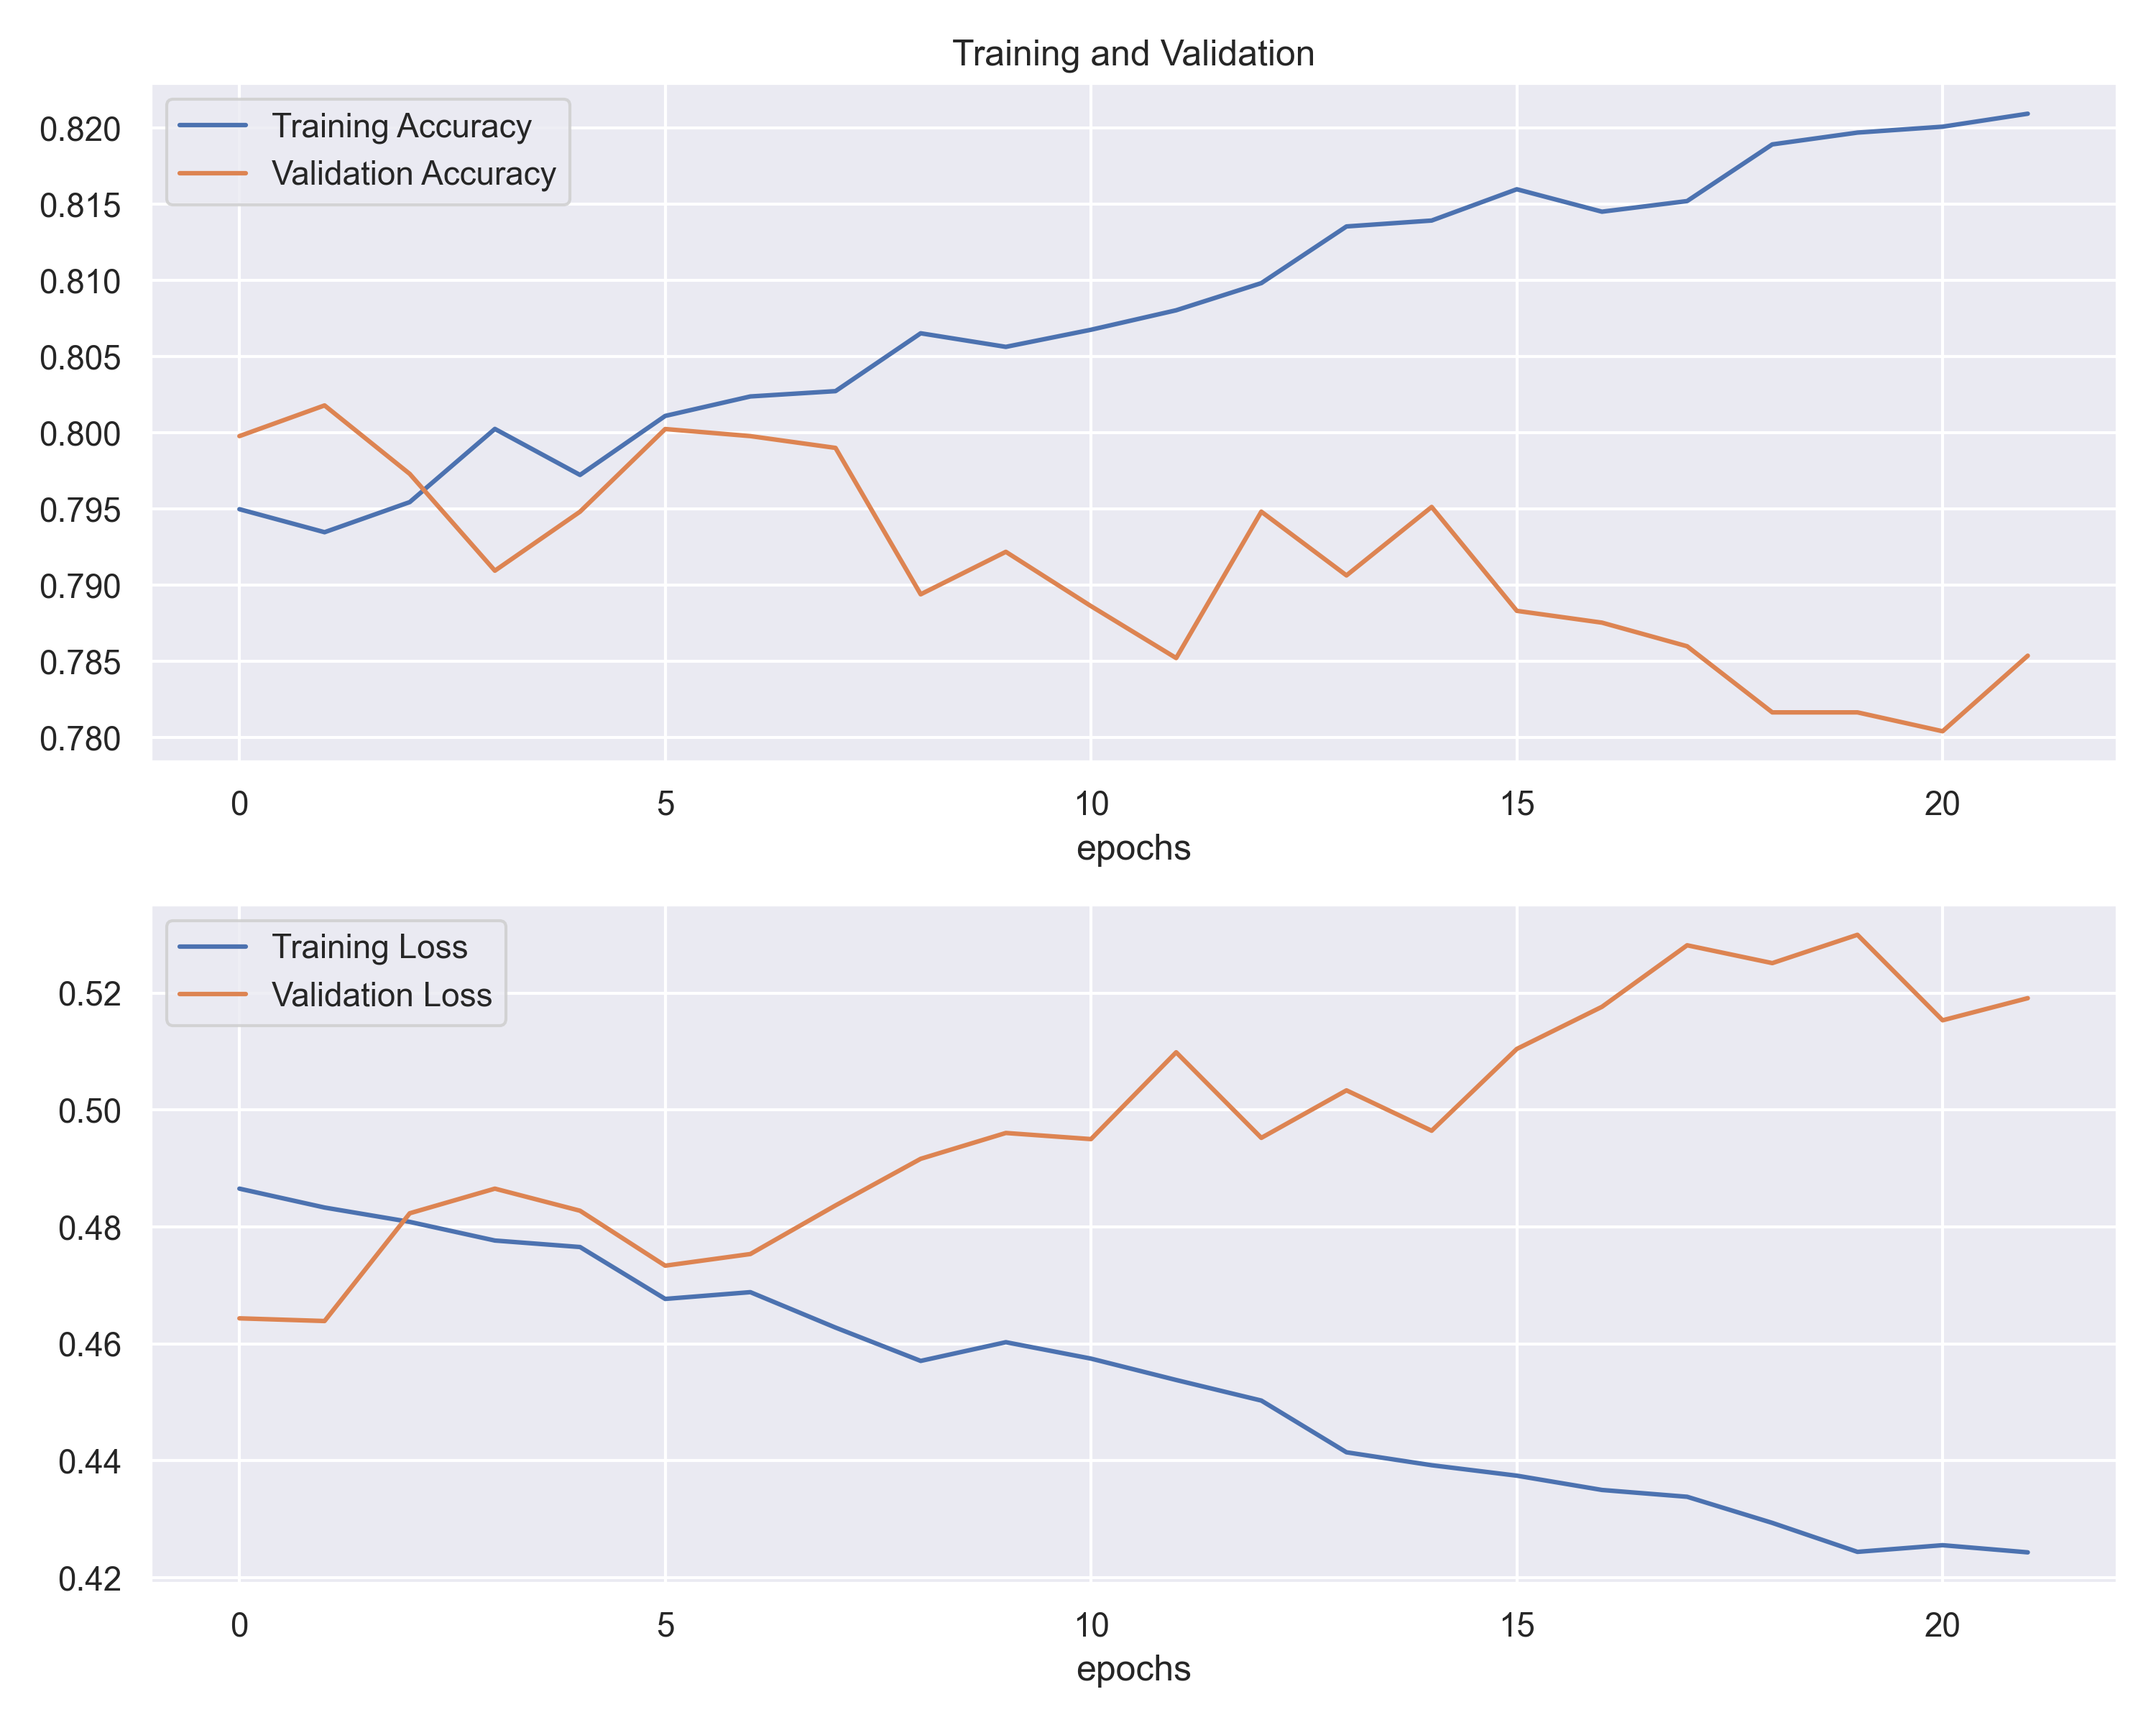 Training and Validation
Training Accuracy
Validation Accuracy
0.820
0.815
0.810
0.805
0.800
0.795
0.790
0.785
0.780
0 5 10 15 20
epochs
Training Loss
Validation Loss
0.52
0.50
0.48
0.46
0.44
0.42
0 5 10 15 20
epochs